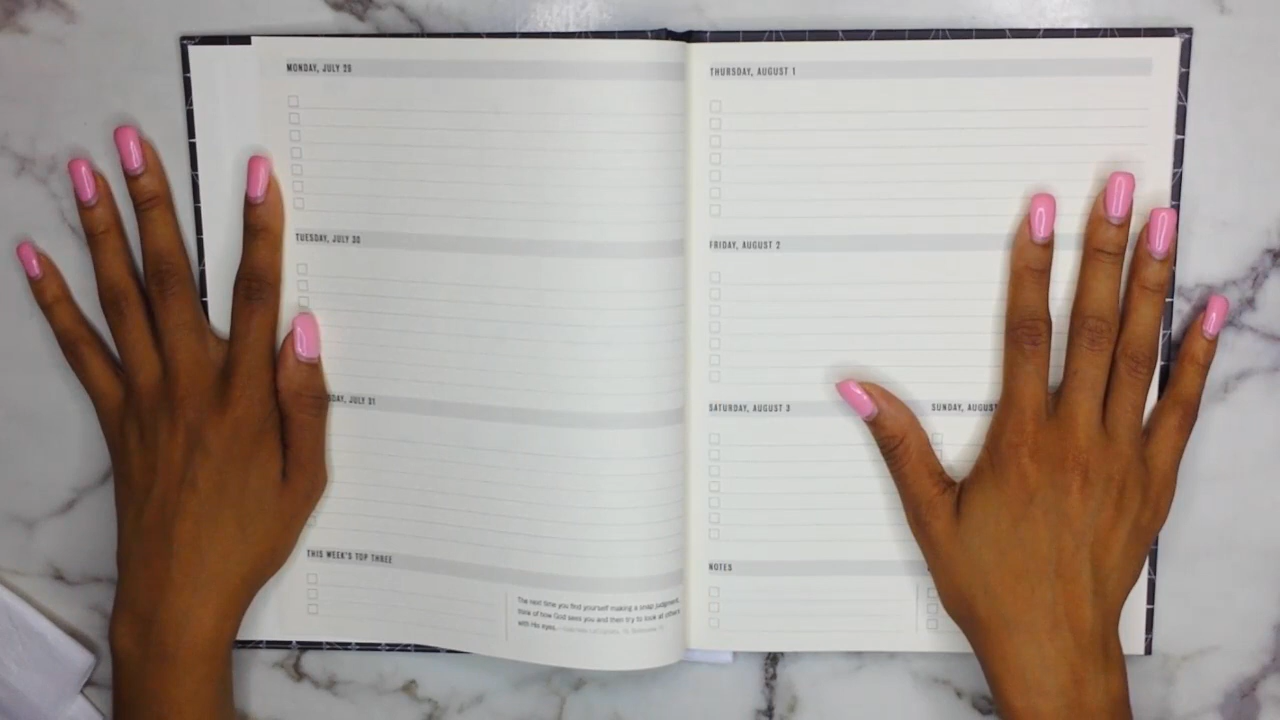 MONDAY, JULY 29
TUESDAY, JULY 30
JULY 31
THIS WEEK'S TOP THREE
The next time you find yourself making a snap judgment,
think of how God sees you and then try to look at others
with His eyes.
THURSDAY, AUGUST 1
FRIDAY, AUGUST 2
SATURDAY, AUGUST 3
SUNDAY, AUGUST
NOTES